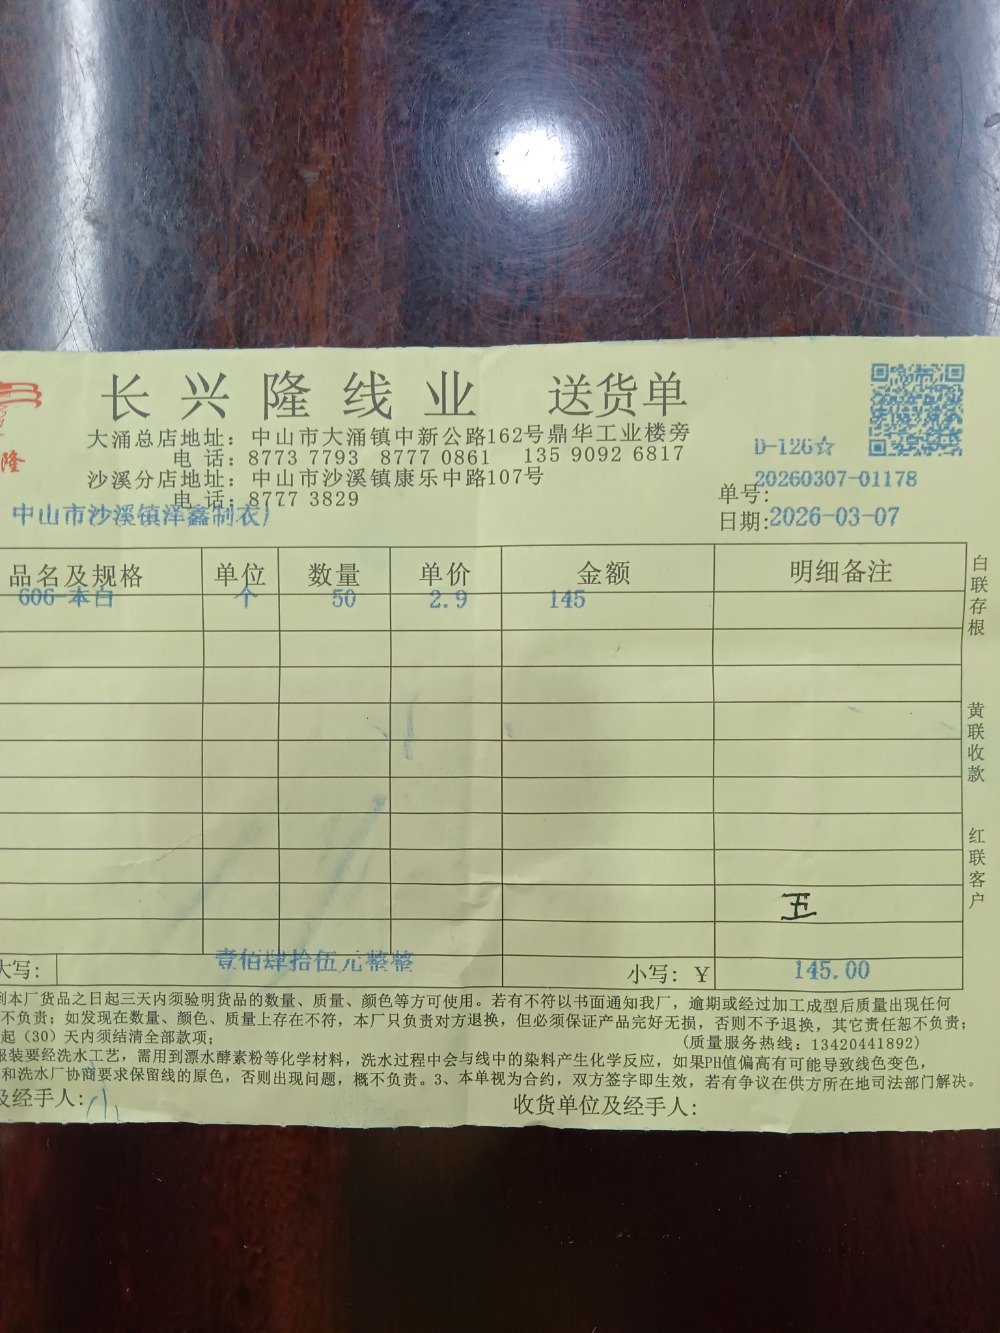 长兴隆线业 送货单
隆
大涌总店地址：中山市大涌镇中新公路162号鼎华工业楼旁
电 话：8773 7793 8777 0861 135 9092 6817
D-126☆
沙溪分店地址：中山市沙溪镇康乐中路107号
电 话：8777 3829
单号：20260307-01178
中山市沙溪镇洋鑫制衣厂
日期：2026-03-07
品名及规格 单位 数量 单价 金额 明细备注
606-本白 个 50 2.9 145
白联存根
黄联收款
红联客户
五
大写： 壹佰肆拾伍元整整 小写：￥ 145.00
到本厂货品之日起三天内须验明货品的数量、质量、颜色等方可使用。若有不符以书面通知我厂，逾期或经过加工成型后质量出现任何
不负责；如发现在数量、颜色、质量上存在不符，本厂只负责对方退换，但必须保证产品完好无损，否则不予退换，其它责任恕不负责；
起（30）天内须结清全部款项；
(质量服务热线：13420441892)
服装要经洗水工艺，需用到漂水酵素粉等化学材料，洗水过程中会与线中的染料产生化学反应，如果PH值偏高有可能导致线色变色，
和洗水厂协商要求保留线的原色，否则出现问题，概不负责。3、本单视为合约，双方签字即生效，若有争议在供方所在地司法部门解决。
及经手人： 收货单位及经手人：